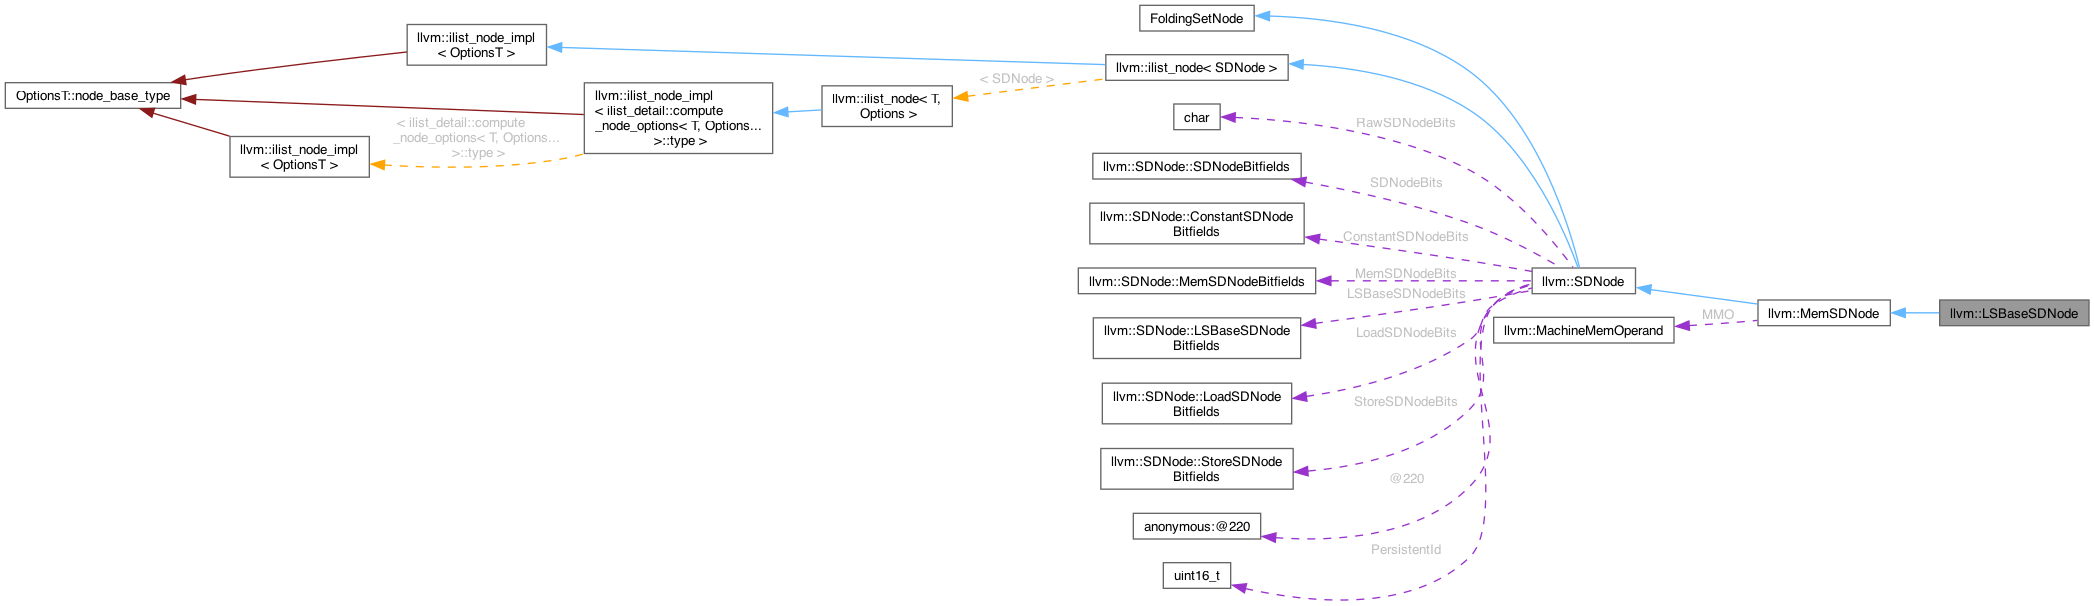 OptionsT::node_base_type
llvm::ilist_node_impl
< OptionsT >
llvm::ilist_node_impl
< OptionsT >
< ilist_detail::compute
_node_options< T, Options...
>::type >
llvm::ilist_node_impl
< ilist_detail::compute
_node_options< T, Options...
>::type >
llvm::ilist_node< T,
Options >
< SDNode >
FoldingSetNode
llvm::ilist_node< SDNode >
char
llvm::SDNode::SDNodeBitfields
llvm::SDNode::ConstantSDNode
Bitfields
llvm::SDNode::MemSDNodeBitfields
llvm::SDNode::LSBaseSDNode
Bitfields
llvm::SDNode::LoadSDNode
Bitfields
llvm::SDNode::StoreSDNode
Bitfields
anonymous:@220
uint16_t
RawSDNodeBits
SDNodeBits
ConstantSDNodeBits
MemSDNodeBits
LSBaseSDNodeBits
LoadSDNodeBits
StoreSDNodeBits
@220
PersistentId
llvm::SDNode
llvm::MachineMemOperand
MMO
llvm::MemSDNode
llvm::LSBaseSDNode